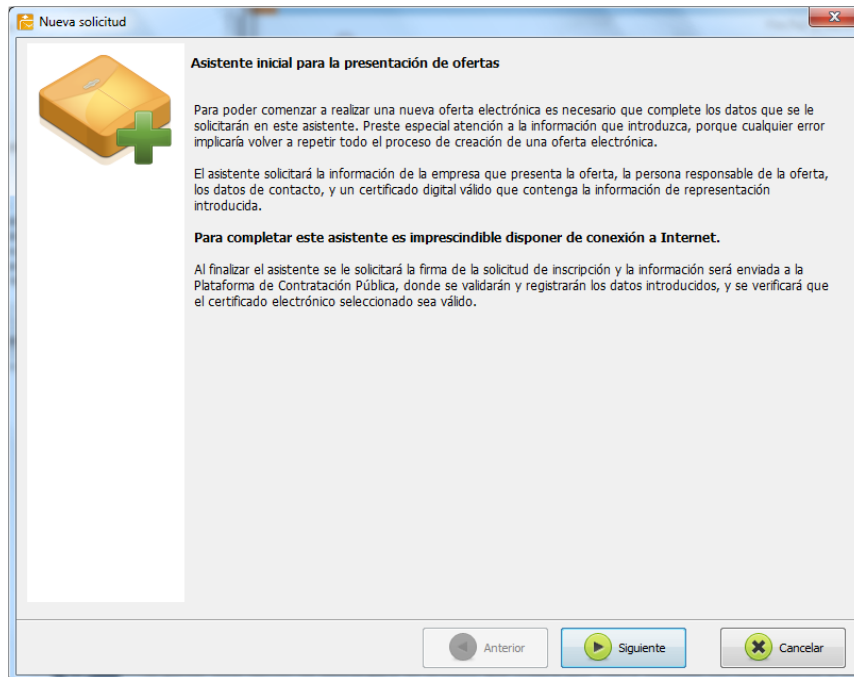 Nueva solicitud
Asistente inicial para la presentación de ofertas
Para poder comenzar a realizar una nueva oferta electrónica es necesario que complete los datos que se le
solicitarán en este asistente. Preste especial atención a la información que introduzca, porque cualquier error
implicaría volver a repetir todo el proceso de creación de una oferta electrónica.
El asistente solicitará la información de la empresa que presenta la oferta, la persona responsable de la oferta,
los datos de contacto, y un certificado digital válido que contenga la información de representación
introducida.
Para completar este asistente es imprescindible disponer de conexión a Internet.
Al finalizar el asistente se le solicitará la firma de la solicitud de inscripción y la información será enviada a la
Plataforma de Contratación Pública, donde se validarán y registrarán los datos introducidos, y se verificará que
el certificado electrónico seleccionado sea válido.
Anterior
Siguiente
Cancelar